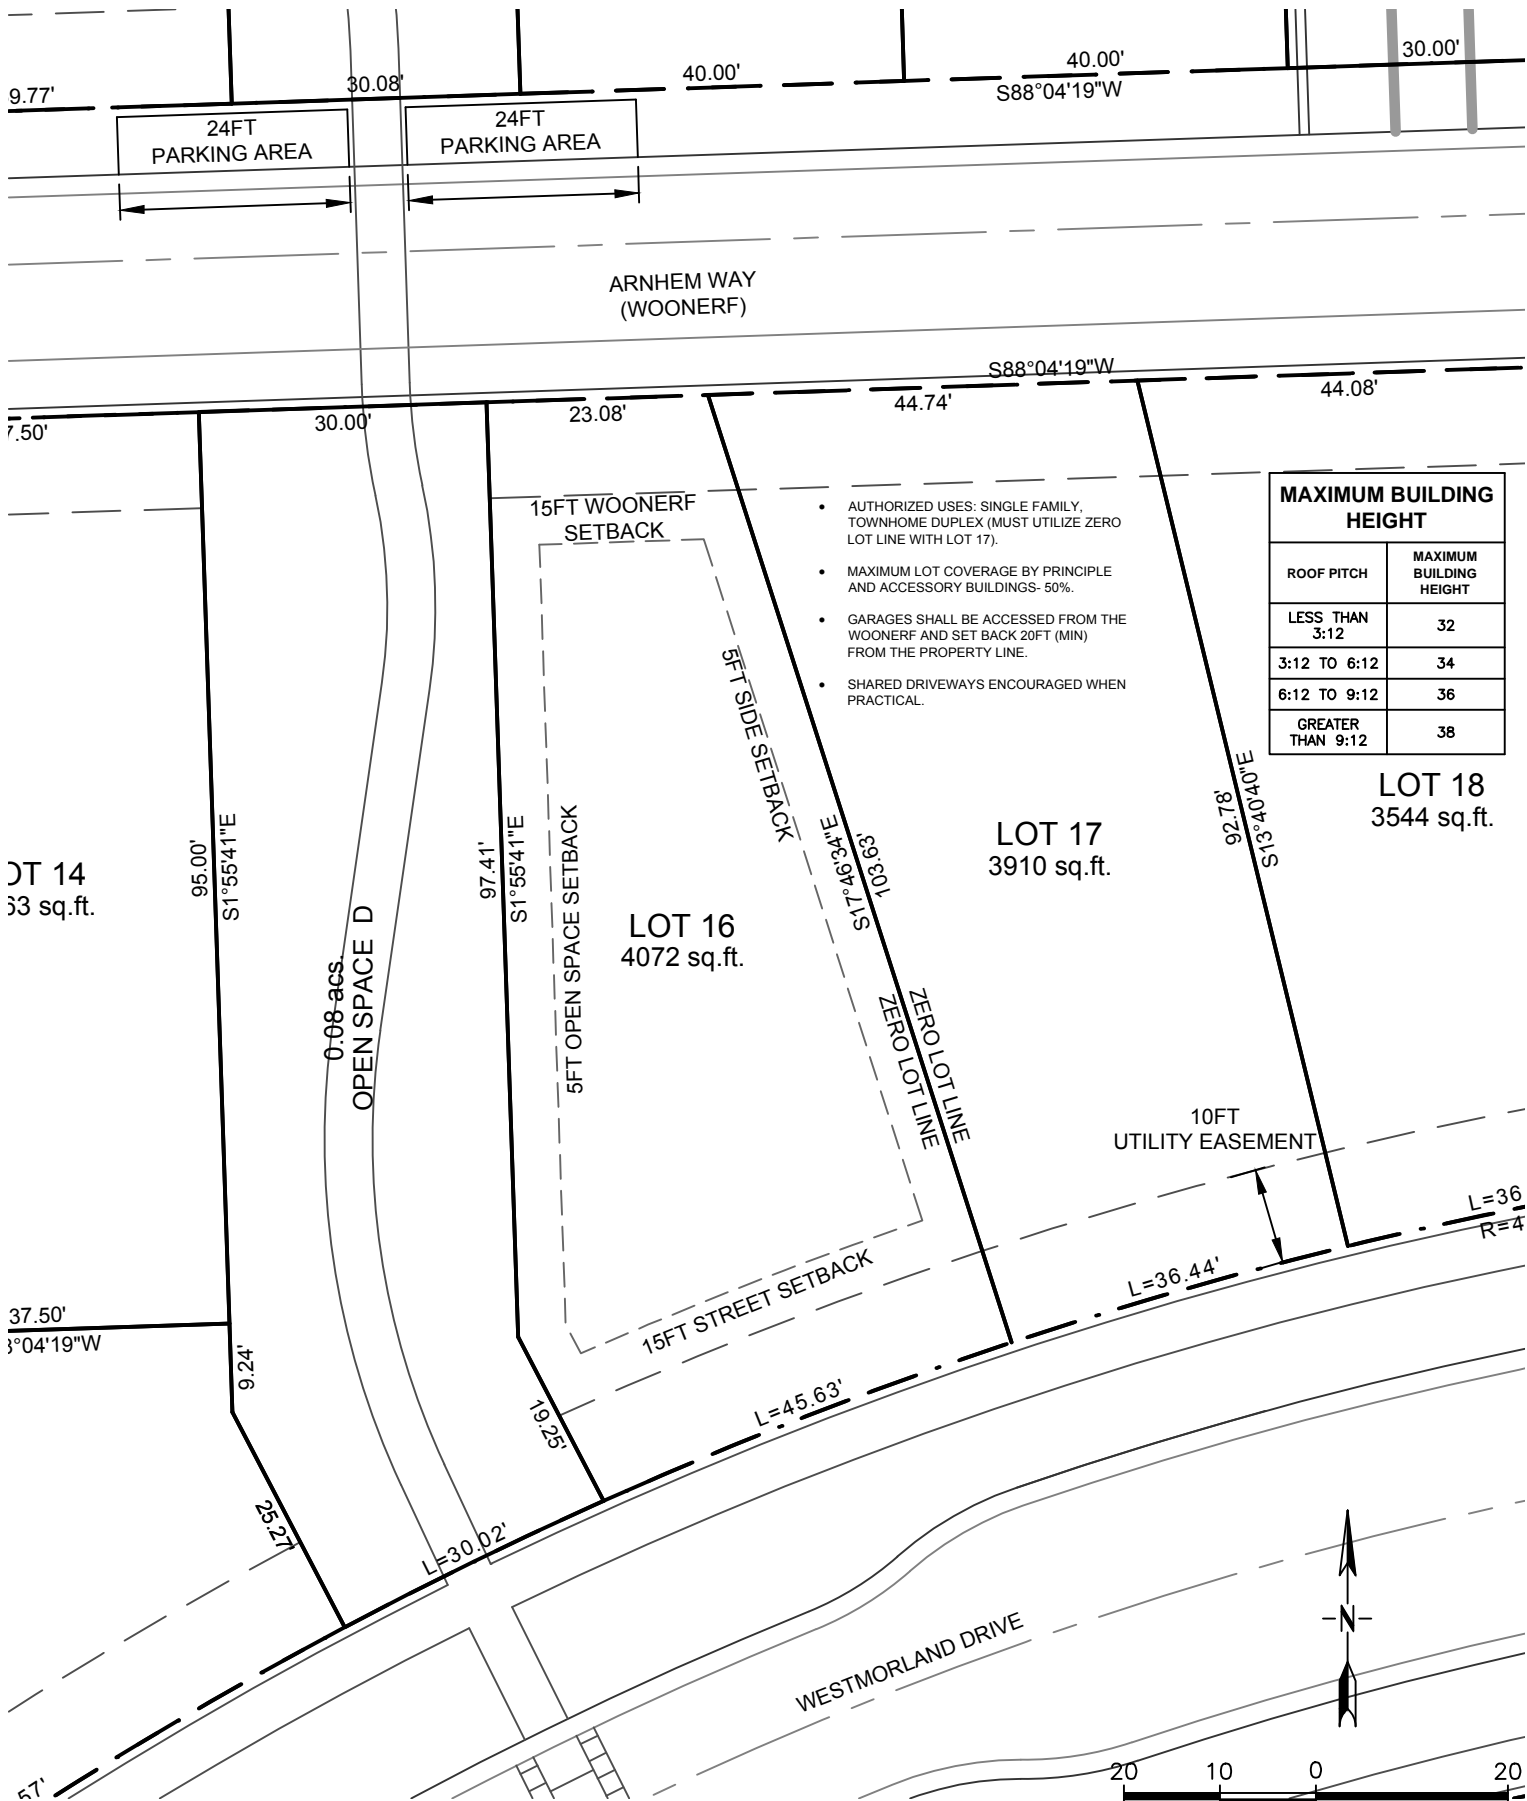 9.77'
30.08'
40.00'
40.00'
30.00'
S88°04'19"W
24FT
PARKING AREA
24FT
PARKING AREA
ARNHEM WAY
(WOONERF)
S88°04'19"W
7.50'
30.00'
23.08'
44.74'
44.08'
15FT WOONERF
SETBACK
• AUTHORIZED USES: SINGLE FAMILY,
TOWNHOME DUPLEX (MUST UTILIZE ZERO
LOT LINE WITH LOT 17).
• MAXIMUM LOT COVERAGE BY PRINCIPLE
AND ACCESSORY BUILDINGS- 50%.
• GARAGES SHALL BE ACCESSED FROM THE
WOONERF AND SET BACK 20FT (MIN)
FROM THE PROPERTY LINE.
• SHARED DRIVEWAYS ENCOURAGED WHEN
PRACTICAL.
MAXIMUM BUILDING
HEIGHT
ROOF PITCH
MAXIMUM
BUILDING
HEIGHT
LESS THAN
3:12
32
3:12 TO 6:12
34
6:12 TO 9:12
36
GREATER
THAN 9:12
38
LOT 18
3544 sq.ft.
LOT 17
3910 sq.ft.
LOT 16
4072 sq.ft.
OT 14
63 sq.ft.
95.00'
S1°55'41"E
0.08 acs.
OPEN SPACE D
97.41'
S1°55'41"E
5FT OPEN SPACE SETBACK
5FT SIDE SETBACK
S17°46'34"E
103.63'
92.78'
S13°40'40"E
ZERO LOT LINE
ZERO LOT LINE
10FT
UTILITY EASEMENT
L=36
R=4
L=36.44'
15FT STREET SETBACK
L=45.63'
37.50'
8°04'19"W
9.24'
19.25'
25.27'
L=30.02'
WESTMORLAND DRIVE
N
57'
20 10 0 20